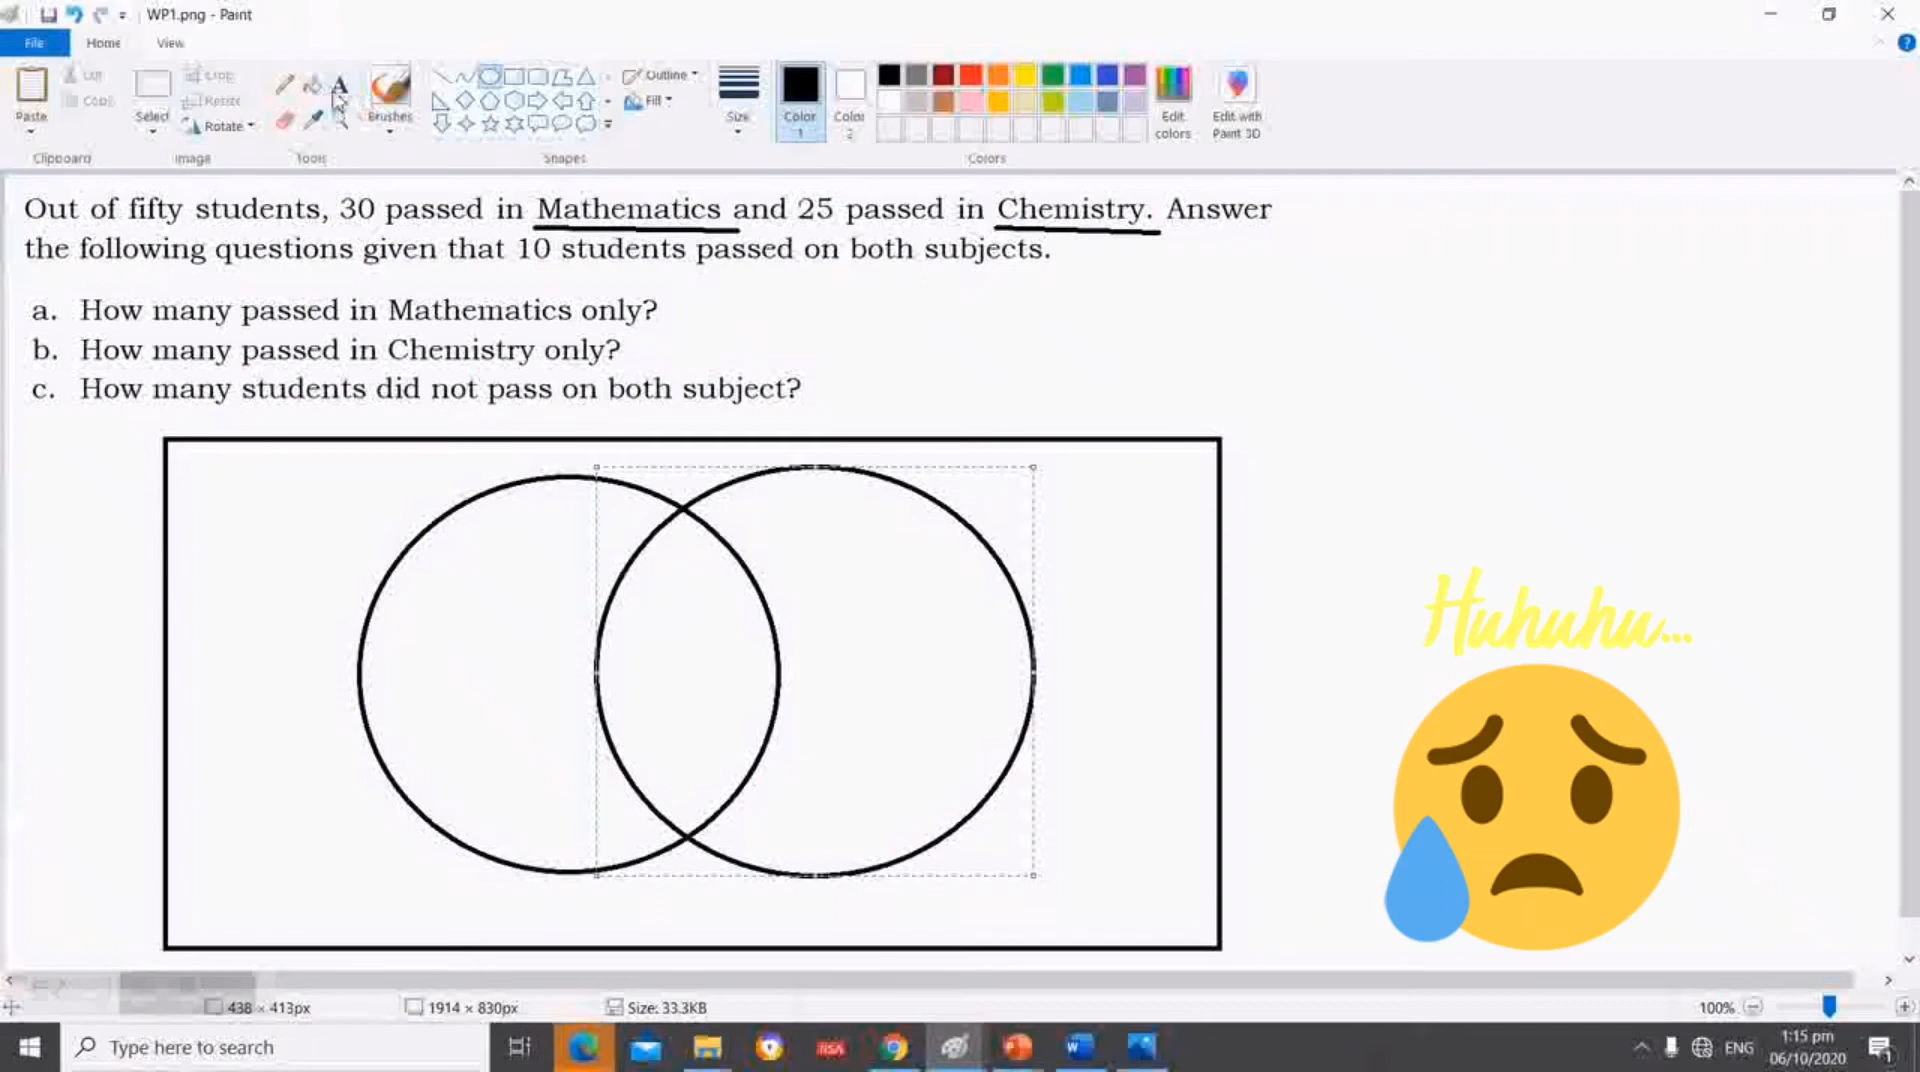 WP1.png - Paint
File Home View
Paste
Cut
Copy
Clipboard
Select
Crop
Resize
Rotate
Image
A
Tools
Brushes
Outline
Fill
Shapes
Size
Color 1
Color 2
Edit colors
Edit with Paint 3D
Colors
Out of fifty students, 30 passed in Mathematics and 25 passed in Chemistry. Answer
the following questions given that 10 students passed on both subjects.
a. How many passed in Mathematics only?
b. How many passed in Chemistry only?
c. How many students did not pass on both subject?
Huhuhu...
438 × 413px 1914 × 830px Size: 33.3KB 100%
Type here to search
ENG
1:15 pm
06/10/2020